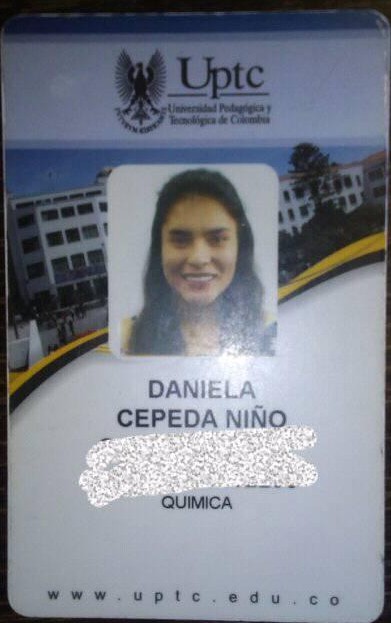 Uptc
Universidad Pedagógica y
Tecnológica de Colombia
DANIELA
CEPEDA NIÑO
QUIMICA
www.uptc.edu.co